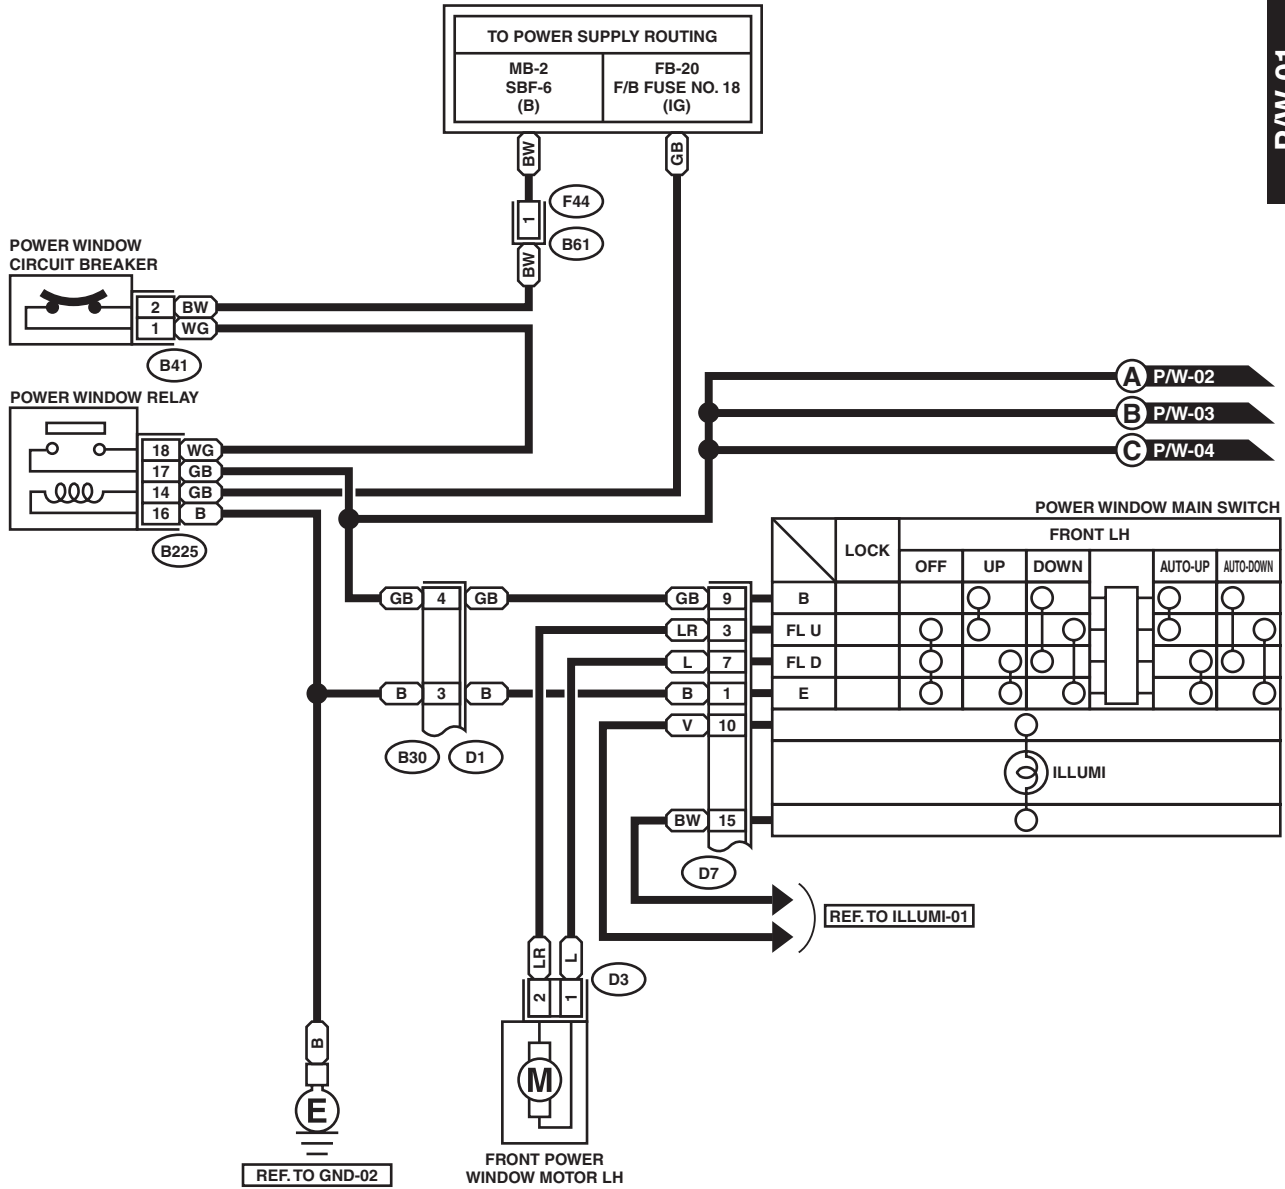 P/W-01
TO POWER SUPPLY ROUTING
MB-2
SBF-6
(B)
FB-20
F/B FUSE NO. 18
(IG)
BW
GB
1
F44
B61
BW
POWER WINDOW
CIRCUIT BREAKER
2 BW
1 WG
B41
POWER WINDOW RELAY
18 WG
17 GB
14 GB
16 B
B225
A P/W-02
B P/W-03
C P/W-04
POWER WINDOW MAIN SWITCH
FRONT LH
LOCK
OFF UP DOWN AUTO-UP AUTO-DOWN
GB 4 GB GB 9 B
LR 3 FL U
L 7 FL D
B 3 B B 1 E
V 10
ILLUMI
BW 15
B30 D1
D7
REF. TO ILLUMI-01
LR L
D3
2 1
M
FRONT POWER
WINDOW MOTOR LH
B
E
REF. TO GND-02